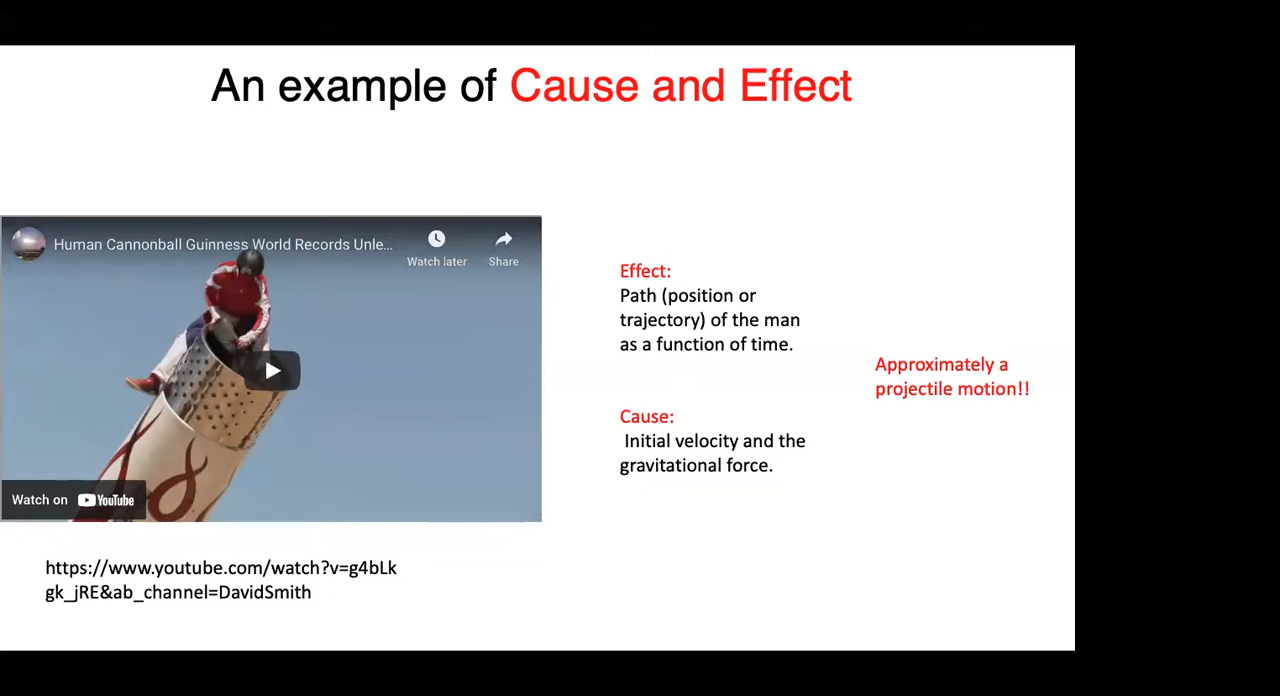 An example of Cause and Effect
Human Cannonball Guinness World Records Unle...
Watch later
Share
Watch on YouTube
Effect:
Path (position or
trajectory) of the man
as a function of time.
Approximately a
projectile motion!!
Cause:
Initial velocity and the
gravitational force.
https://www.youtube.com/watch?v=g4bLk
gk_jRE&ab_channel=DavidSmith